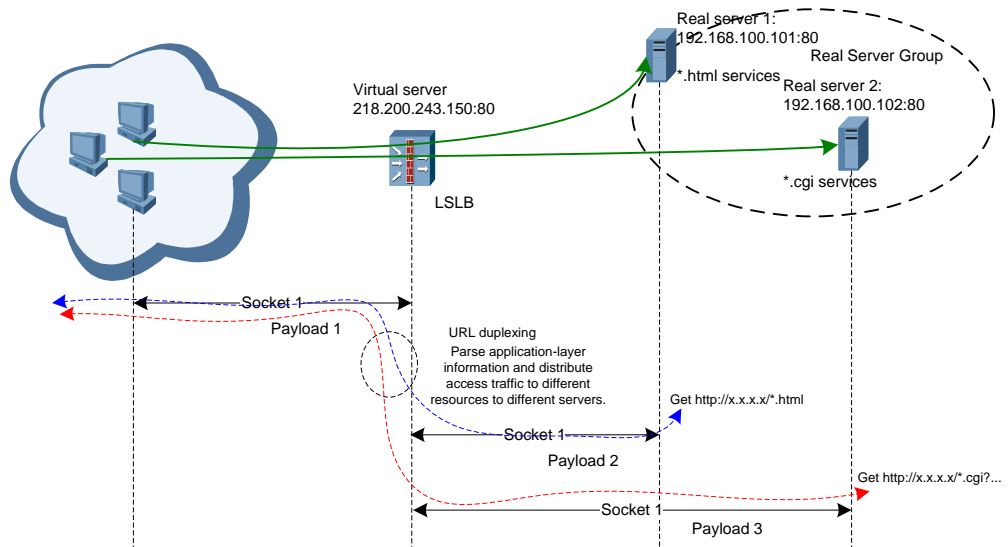 Real server 1:
192.168.100.101:80
Real Server Group
*.html services
Real server 2:
192.168.100.102:80
Virtual server
218.200.243.150:80
*.cgi services
LSLB
Socket 1
Payload 1
URL duplexing
Parse application-layer
information and distribute
access traffic to different
resources to different servers.
Get http://x.x.x.x/*.html
Socket 1
Payload 2
Get http://x.x.x.x/*.cgi?...
Socket 1
Payload 3